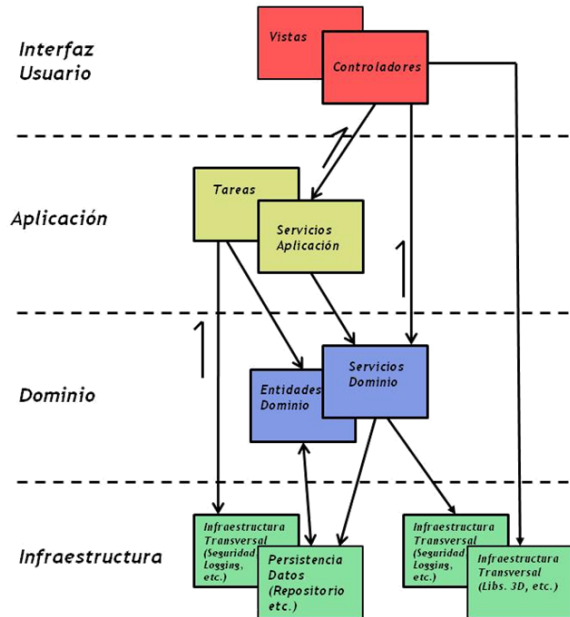 Interfaz
Usuario
Vistas
Controladores
Aplicación
Tareas
Servicios
Aplicación
Dominio
Entidades
Dominio
Servicios
Dominio
Infraestructura
Infraestructura
Transversal
(Seguridad
Logging,
etc.)
Persistencia
Datos
(Repositorio
etc.)
Infraestructura
Transversal
(Seguridad
Logging,
etc.)
Infraestructura
Transversal
(Libs. 3D, etc.)